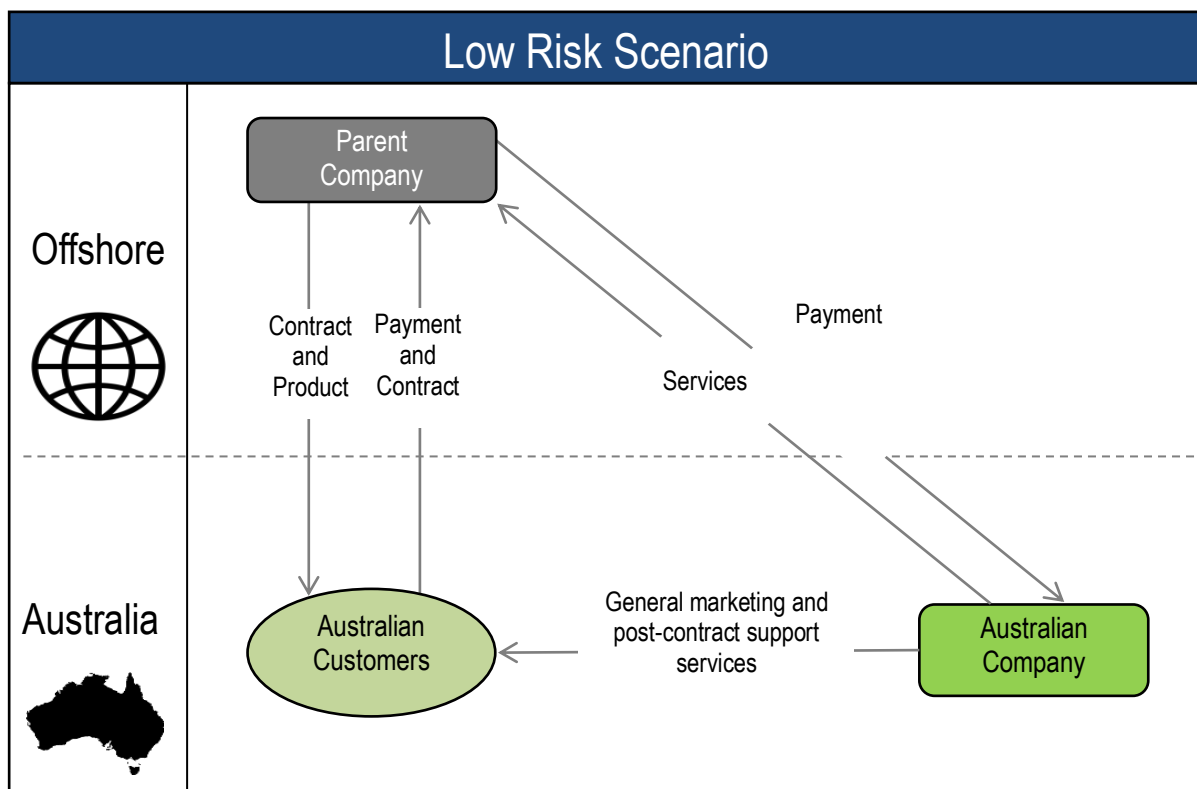 Low Risk Scenario
Parent
Company
Offshore
Contract
and
Product
Payment
and
Contract
Payment
Services
Australia
Australian
Customers
General marketing and
post-contract support
services
Australian
Company